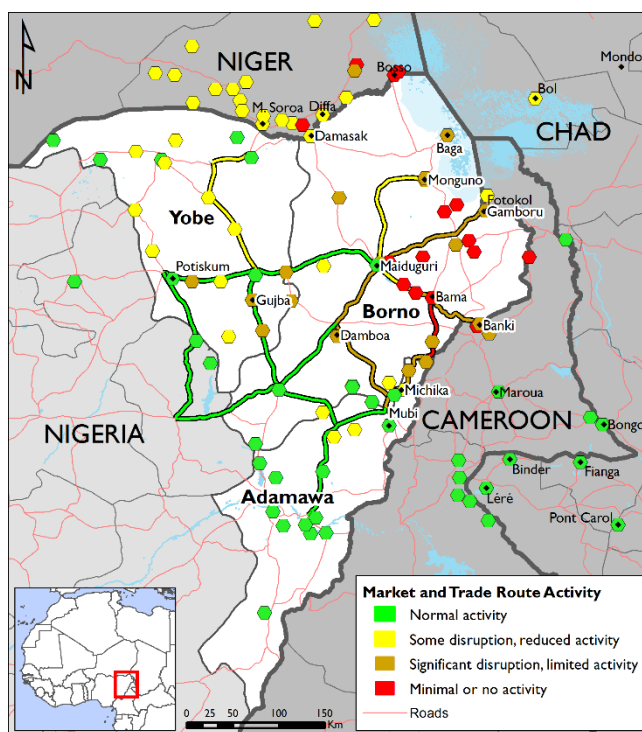 N
NIGER
Mondo
Bosso
Bol
M. Soroa
Diffa
CHAD
Damasak
Baga
Monguno
Fotokol
Yobe
Gamboru
Potiskum
Maiduguri
Gujba
Borno
Bama
Damboa
Banki
Michika
Maroua
Mubi
CAMEROON
Bongo
NIGERIA
Binder
Fianga
Adamawa
Léré
Pont Carol
Market and Trade Route Activity
Normal activity
Some disruption, reduced activity
Significant disruption, limited activity
Minimal or no activity
Roads
0 25 50 75 100 150
Km